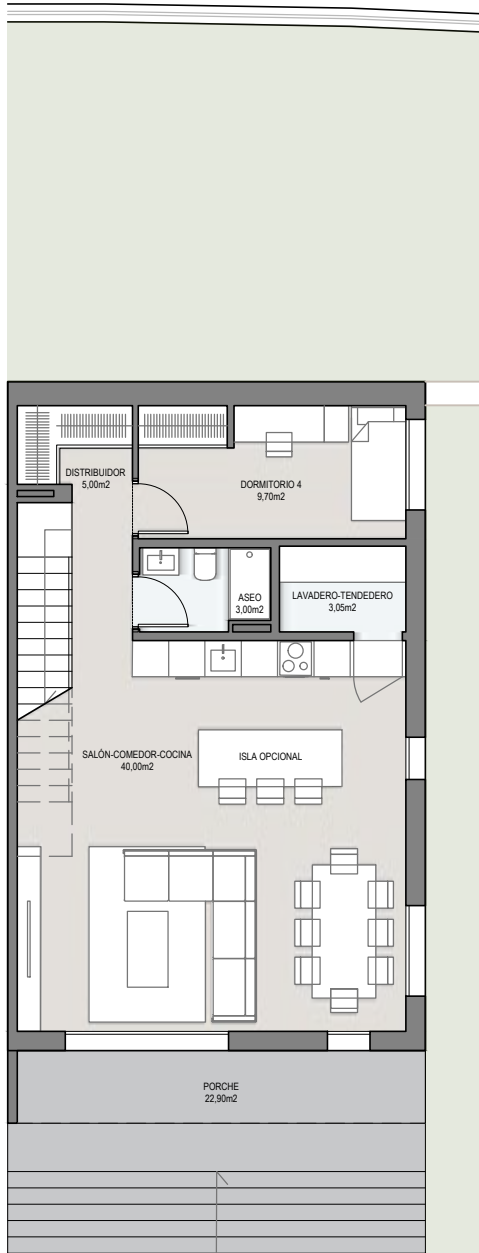 DISTRIBUIDOR
5,00m2
DORMITORIO 4
9,70m2
ASEO
3,00m2
LAVADERO-TENDEDERO
3,05m2
SALÓN-COMEDOR-COCINA
40,00m2
ISLA OPCIONAL
PORCHE
22,90m2